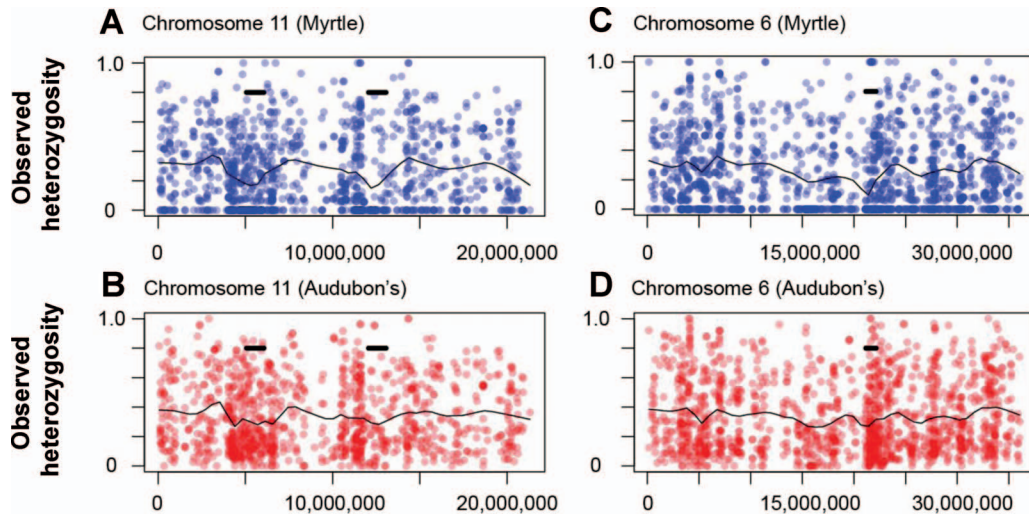 A Chromosome 11 (Myrtle)
Observed
heterozygosity
1.0
0
0 10,000,000 20,000,000
C Chromosome 6 (Myrtle)
1.0
0
0 15,000,000 30,000,000
B Chromosome 11 (Audubon's)
Observed
heterozygosity
1.0
0
0 10,000,000 20,000,000
D Chromosome 6 (Audubon's)
1.0
0
0 15,000,000 30,000,000